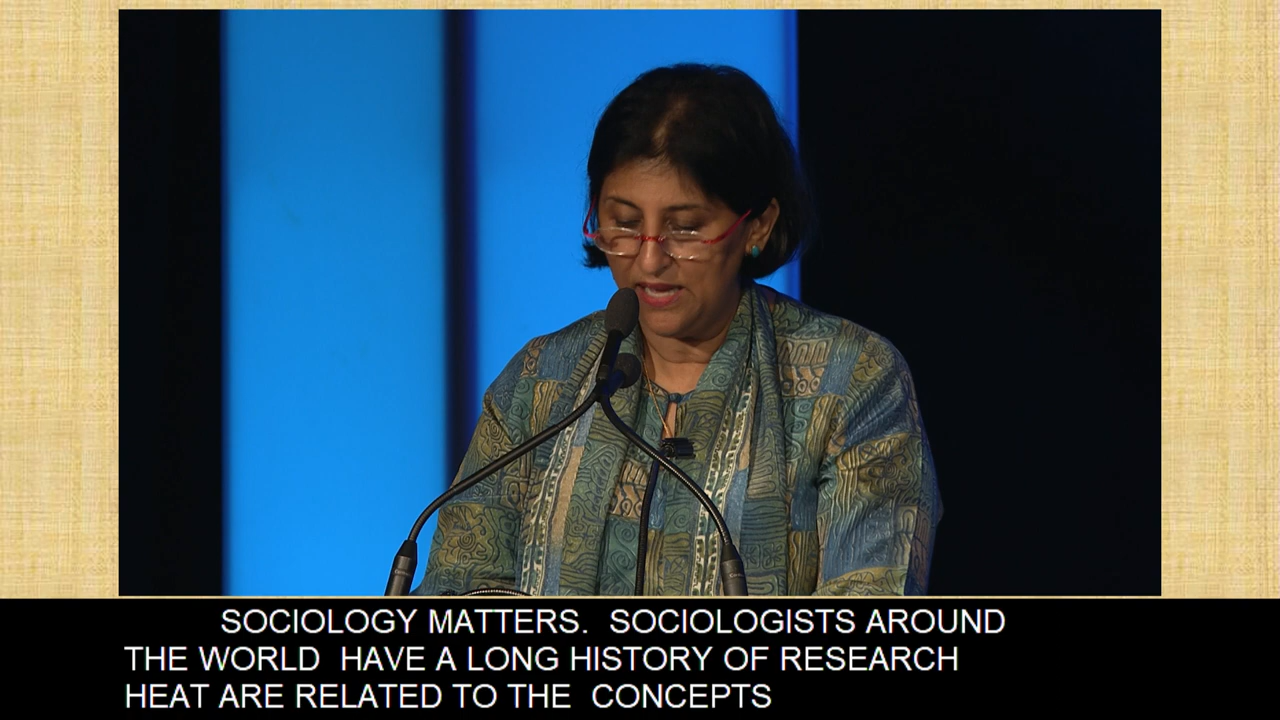 SOCIOLOGY MATTERS.  SOCIOLOGISTS AROUND
THE WORLD  HAVE A LONG HISTORY OF RESEARCH
HEAT ARE RELATED TO THE  CONCEPTS